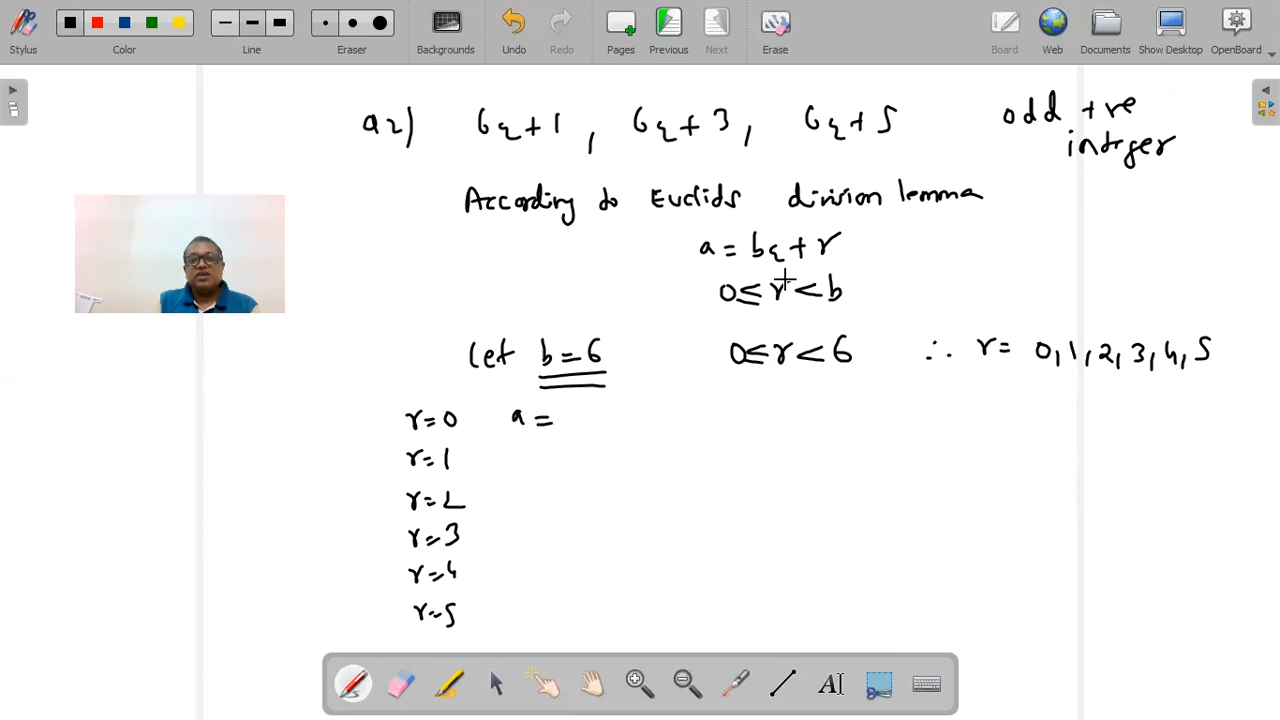 Stylus Color Line Eraser Backgrounds Undo Redo Pages Previous Next Erase Board Web Documents Show Desktop OpenBoard
Q2) 6q+1, 6q+3, 6q+5 odd +ve
integer
According to Euclids division lemma
a = bq + r
0 ≤ r < b
Let b = 6 0 ≤ r < 6 ∴ r = 0, 1, 2, 3, 4, 5
r=0 a =
r=1
r=2
r=3
r=4
r=5